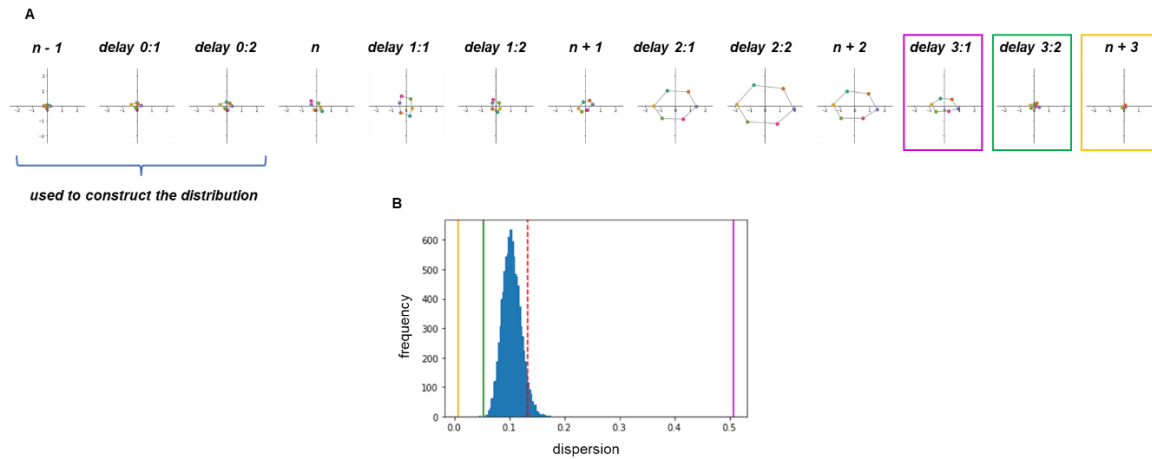 A
n - 1 delay 0:1 delay 0:2 n delay 1:1 delay 1:2 n + 1 delay 2:1 delay 2:2 n + 2 delay 3:1 delay 3:2 n + 3
used to construct the distribution
B
frequency
600
500
400
300
200
100
0
0.0 0.1 0.2 0.3 0.4 0.5
dispersion